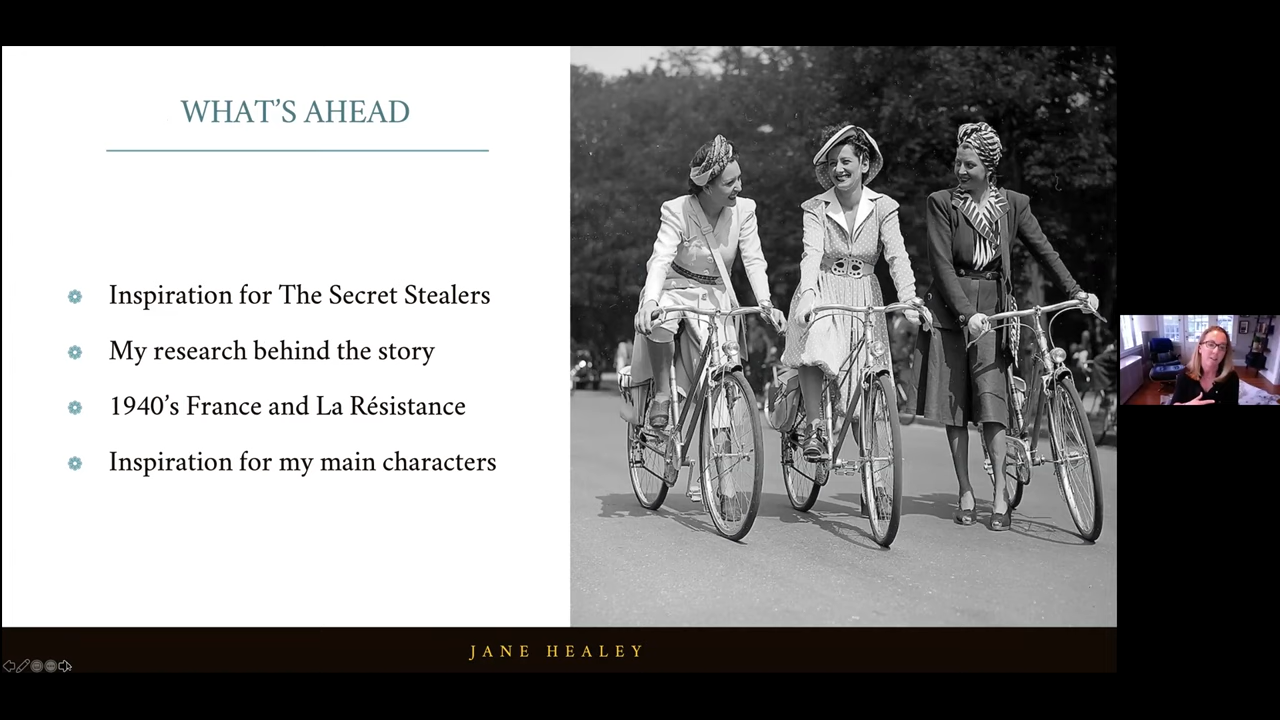 WHAT’S AHEAD
Inspiration for The Secret Stealers
My research behind the story
1940’s France and La Résistance
Inspiration for my main characters
JANE HEALEY